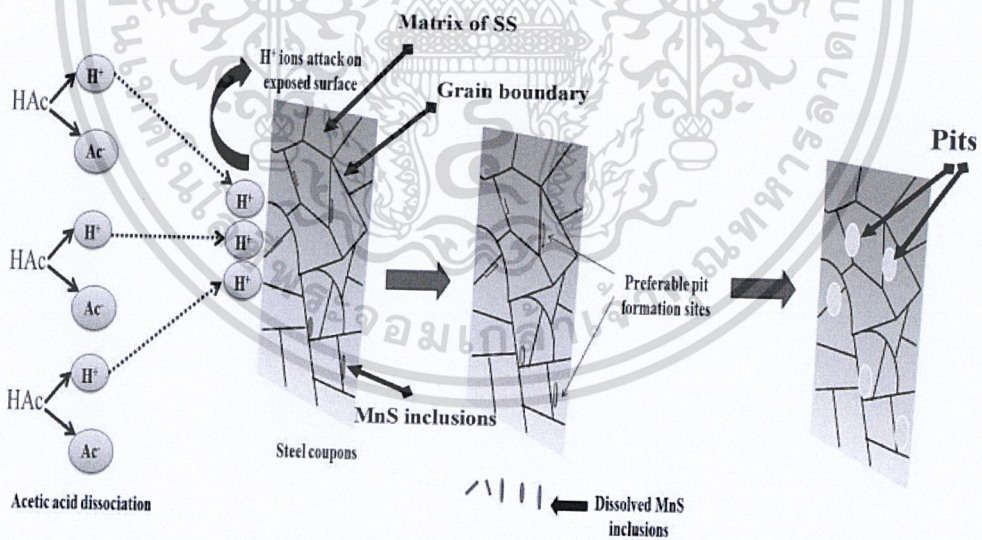 Matrix of SS
H⁺ ions attack on
exposed surface
Grain boundary
Pits
HAc
H⁺
Ac⁻
H⁺
HAc
H⁺
Ac⁻
H⁺
H⁺
HAc
H⁺
Ac⁻
Preferable pit
formation sites
MnS inclusions
Steel coupons
Acetic acid dissociation
Dissolved MnS
inclusions